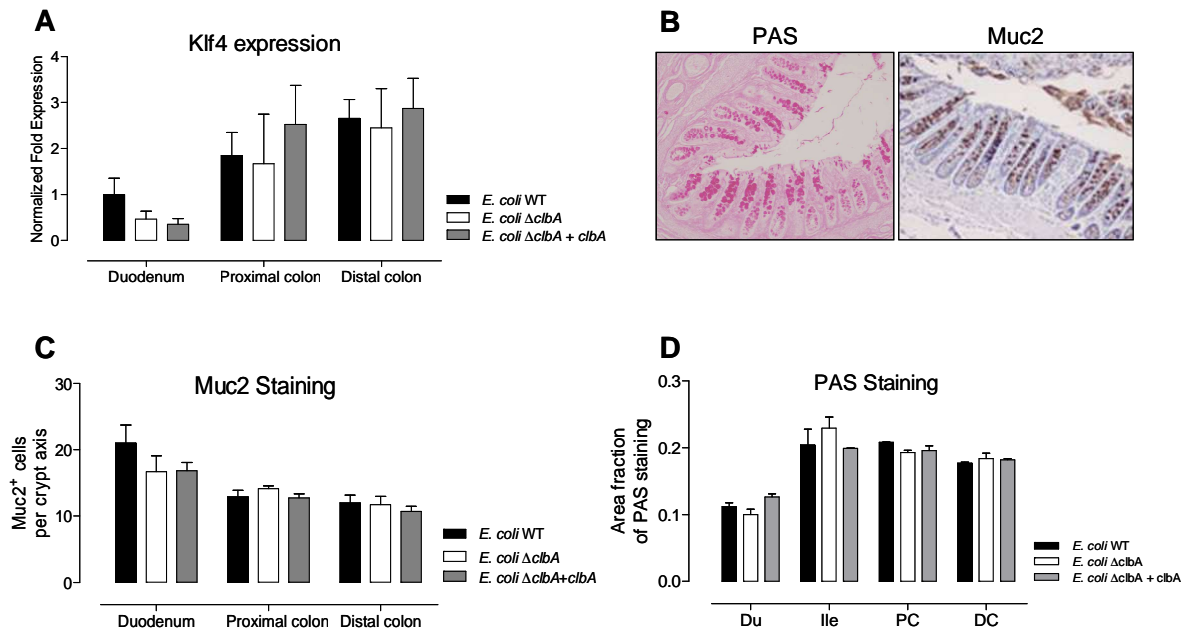 A
Klf4 expression
Normalized Fold Expression
4
3
2
1
0
Duodenum
Proximal colon
Distal colon
E. coli WT
E. coli ΔclbA
E. coli ΔclbA + clbA
B
PAS
Muc2
C
Muc2 Staining
Muc2+ cells
per crypt axis
30
20
10
0
Duodenum
Proximal colon
Distal colon
E. coli WT
E. coli ΔclbA
E. coli ΔclbA+clbA
D
PAS Staining
Area fraction
of PAS staining
0.3
0.2
0.1
0.0
Du
Ile
PC
DC
E. coli WT
E. coli ΔclbA
E. coli ΔclbA + clbA